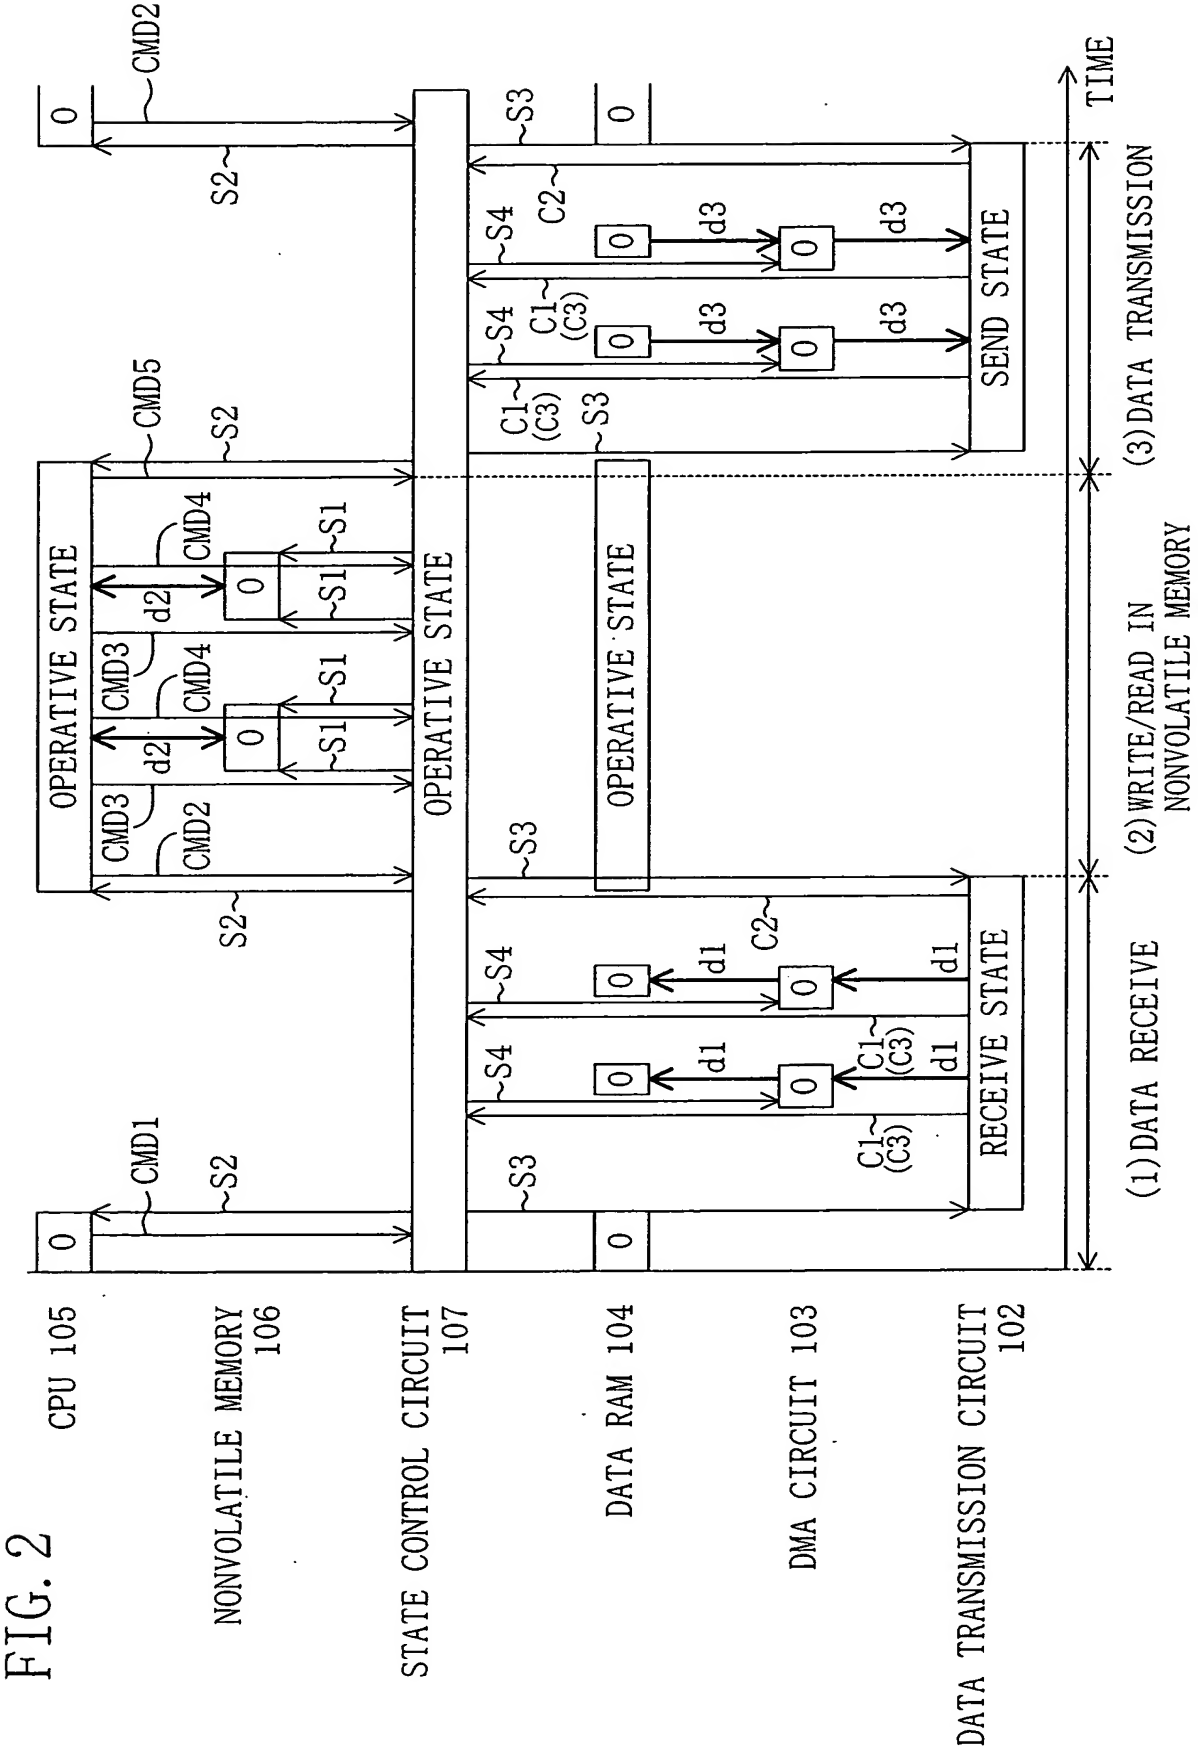 FIG. 2
CPU 105
0
CMD1
S2
S2
CMD2
CMD3
d2
CMD4
CMD3
d2
CMD4
OPERATIVE STATE
CMD5
S2
S2
0
CMD2
NONVOLATILE MEMORY
106
0
S1
S1
0
S1
S1
STATE CONTROL CIRCUIT
107
OPERATIVE STATE
S3
S4
S4
S3
S3
S4
S4
S3
C1
(C3)
C1
(C3)
C2
DATA RAM 104
0
0
0
OPERATIVE STATE
0
0
0
d1
d1
d3
d3
DMA CIRCUIT 103
0
0
0
0
C1
(C3)
C1
(C3)
C2
d1
d1
d3
d3
DATA TRANSMISSION CIRCUIT
102
RECEIVE STATE
SEND STATE
TIME
(1)DATA RECEIVE
(2)WRITE/READ IN
NONVOLATILE MEMORY
(3)DATA TRANSMISSION